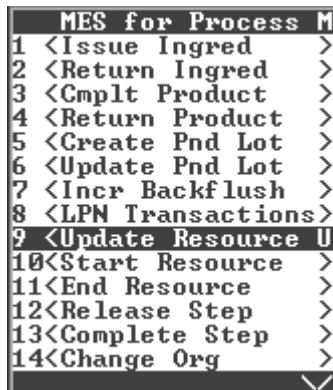 MES for Process M
1 <Issue Ingred >
2 <Return Ingred >
3 <Cmplt Product >
4 <Return Product >
5 <Create Pnd Lot >
6 <Update Pnd Lot >
7 <Incr Backflush >
8 <LPN Transactions>
9 <Update Resource U
10<Start Resource >
11<End Resource >
12<Release Step >
13<Complete Step >
14<Change Org >